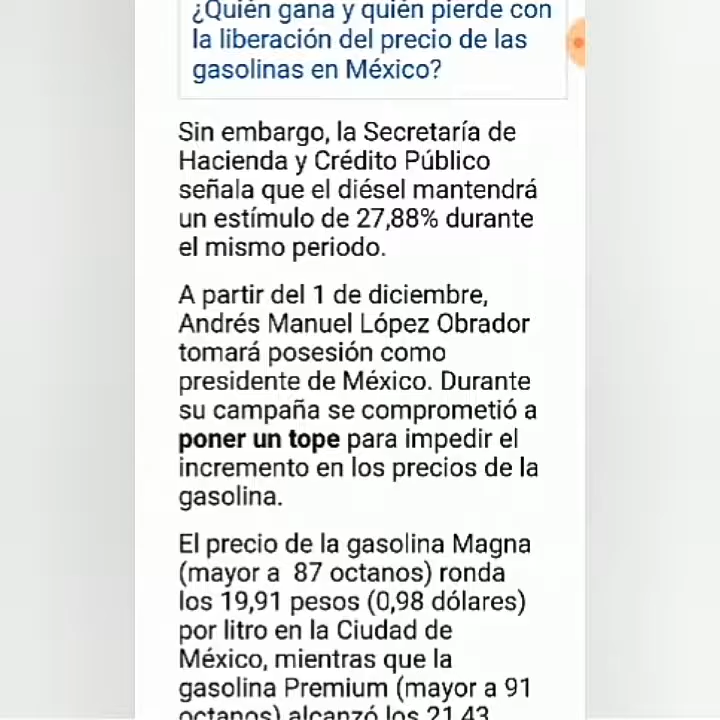 ¿Quién gana y quién pierde con
la liberación del precio de las
gasolinas en México?
Sin embargo, la Secretaría de
Hacienda y Crédito Público
señala que el diésel mantendrá
un estímulo de 27,88% durante
el mismo periodo.
A partir del 1 de diciembre,
Andrés Manuel López Obrador
tomará posesión como
presidente de México. Durante
su campaña se comprometió a
poner un tope para impedir el
incremento en los precios de la
gasolina.
El precio de la gasolina Magna
(mayor a 87 octanos) ronda
los 19,91 pesos (0,98 dólares)
por litro en la Ciudad de
México, mientras que la
gasolina Premium (mayor a 91
octanos) alcanzó los 21,43